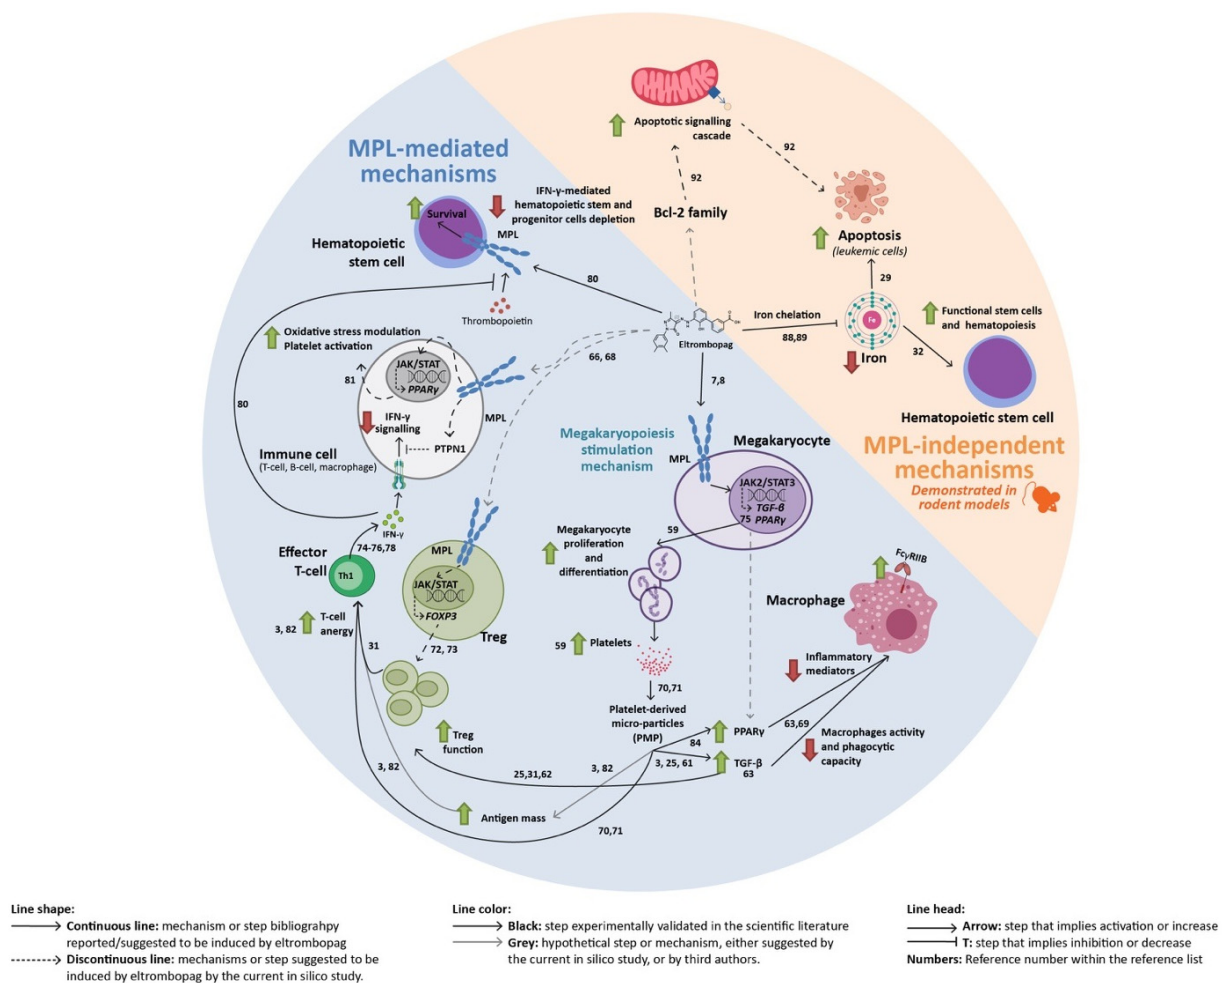 Apoptotic signalling
cascade
92
92
MPL-mediated
mechanisms
IFN-γ-mediated
hematopoietic stem and
progenitor cells depletion
Survival
MPL
Bcl-2 family
Apoptosis
(leukemic cells)
Hematopoietic
stem cell
29
80
Thrombopoietin
Iron chelation
88,89
Fe
Functional stem cells
and hematopoiesis
Eltrombopag
Iron
32
Oxidative stress modulation
Platelet activation
66, 68
JAK/STAT
PPARγ
81
7,8
80
IFN-γ
signalling
MPL
Hematopoietic stem cell
PTPN1
Megakaryopoiesis
stimulation
mechanism
Megakaryocyte
MPL-independent
mechanisms
Immune cell
(T-cell, B-cell, macrophage)
MPL
JAK2/STAT3
TGF-β
75 PPARγ
Demonstrated in
rodent models
IFN-γ
74-76,78
59
Megakaryocyte
proliferation
and
differentiation
Effector
T-cell
MPL
FcγRIIB
Th1
JAK/STAT
FOXP3
Macrophage
3, 82
T-cell
anergy
Treg
31
72, 73
59
Platelets
Inflammatory
mediators
70,71
Platelet-derived
micro-particles
(PMP)
Treg
function
PPARγ
84
63,69
Macrophages activity
and phagocytic
capacity
3, 82
25,31,62
3, 82
3, 25, 61
TGF-β
63
Antigen mass
70,71
Line shape:
Continuous line: mechanism or step bibliograhpy
reported/suggested to be induced by eltrombopag
Discontinuous line: mechanisms or step suggested to be
induced by eltrombopag by the current in silico study.
Line color:
Black: step experimentally validated in the scientific literature
Grey: hypothetical step or mechanism, either suggested by
the current in silico study, or by third authors.
Line head:
Arrow: step that implies activation or increase
T: step that implies inhibition or decrease
Numbers: Reference number within the reference list